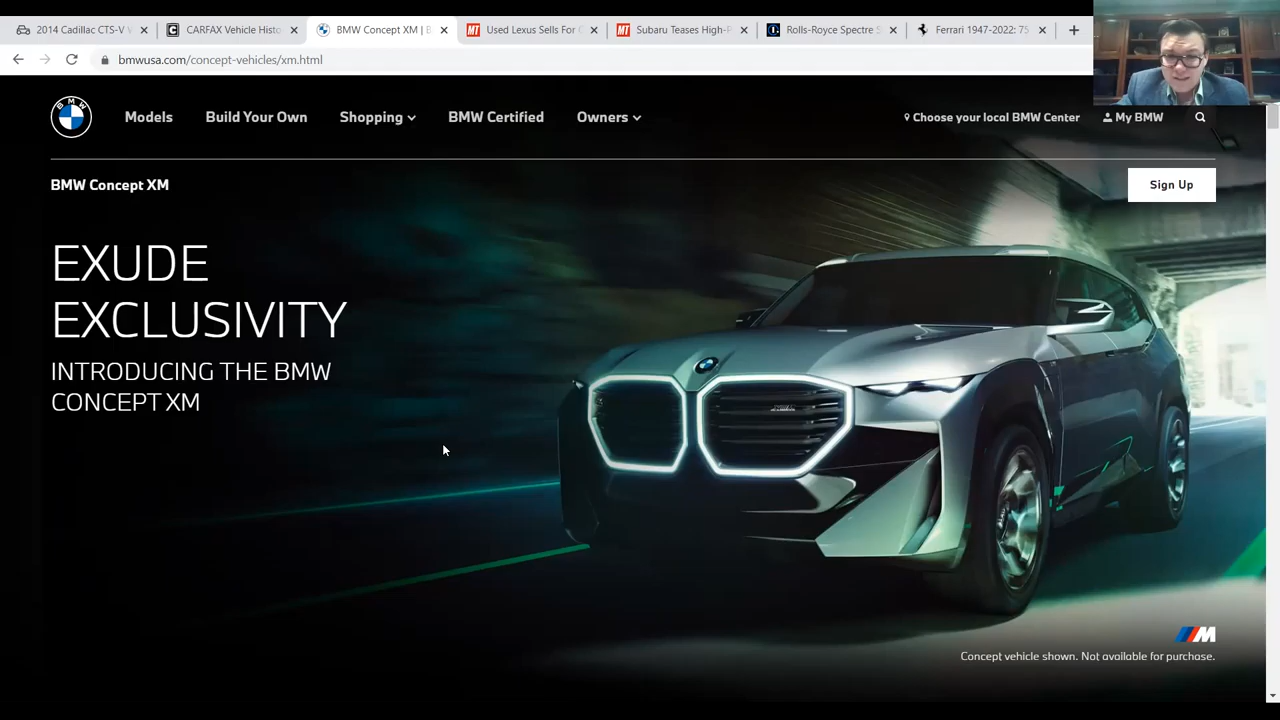 2014 Cadillac CTS-V W
CARFAX Vehicle Histo
BMW Concept XM | B
Used Lexus Sells For C
Subaru Teases High-P
Rolls-Royce Spectre S
Ferrari 1947-2022: 75
bmwusa.com/concept-vehicles/xm.html
BMW
Models
Build Your Own
Shopping
BMW Certified
Owners
Choose your local BMW Center
My BMW
BMW Concept XM
Sign Up
EXUDE
EXCLUSIVITY
INTRODUCING THE BMW
CONCEPT XM
M
Concept vehicle shown. Not available for purchase.